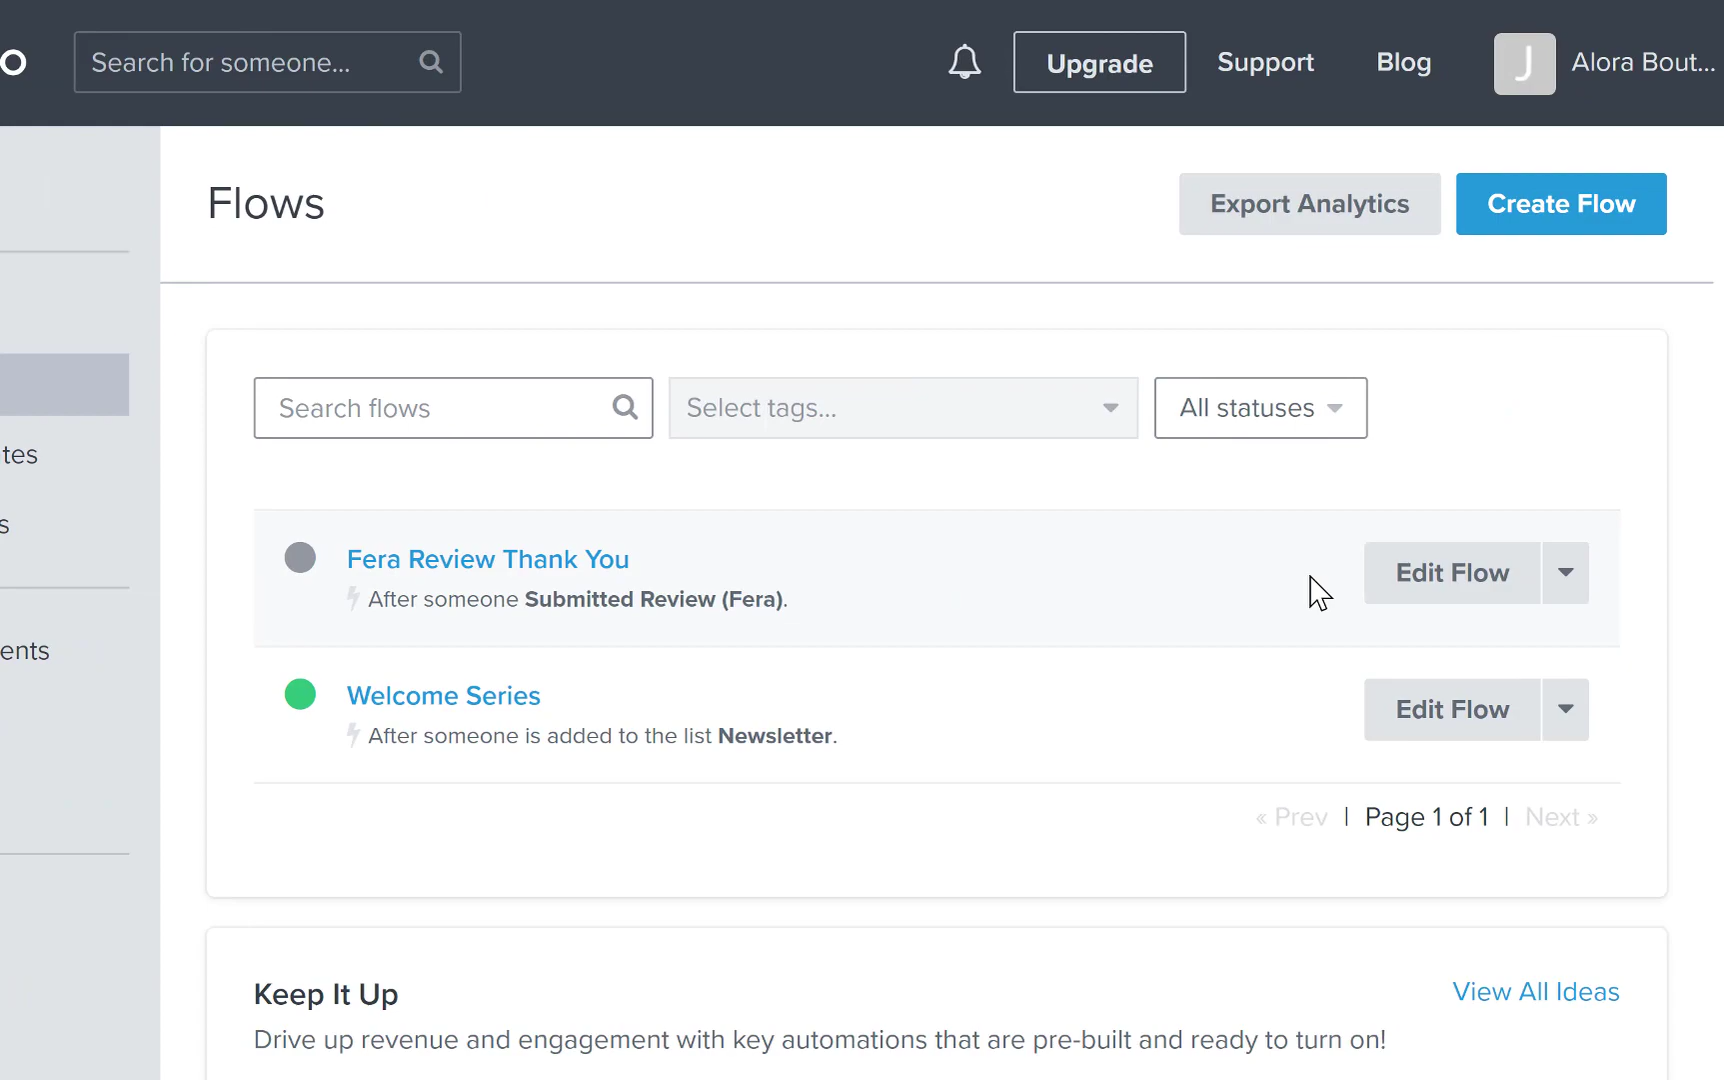 o
Search for someone...
Upgrade
Support
Blog
J
Alora Bout...
Flows
Export Analytics
Create Flow
Search flows
Select tags...
All statuses
tes
s
ents
Fera Review Thank You
After someone Submitted Review (Fera).
Edit Flow
Welcome Series
After someone is added to the list Newsletter.
Edit Flow
« Prev | Page 1 of 1 | Next »
Keep It Up
View All Ideas
Drive up revenue and engagement with key automations that are pre-built and ready to turn on!